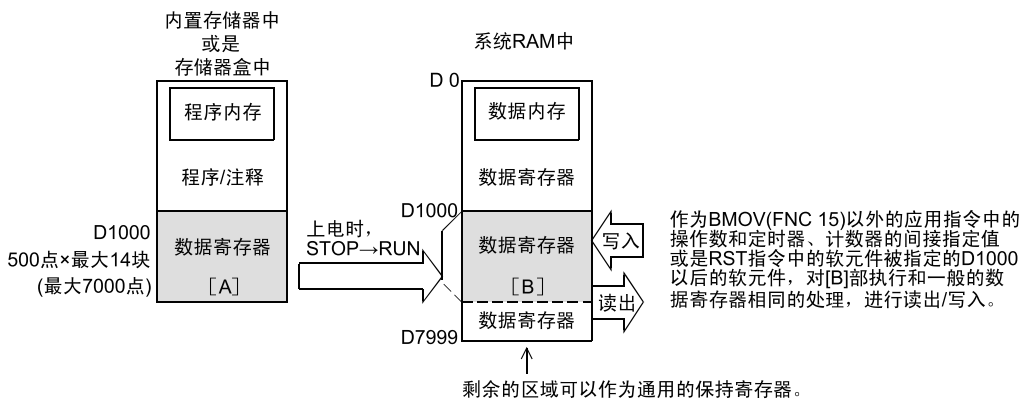 内置存储器中
或是
存储器盒中
程序内存
程序/注释
D1000
500点×最大14块
(最大7000点)
数据寄存器
［A］
上电时，
STOP→RUN
系统RAM中
D 0
数据内存
数据寄存器
D1000
数据寄存器
［B］
数据寄存器
D7999
写入
读出
作为BMOV(FNC 15)以外的应用指令中的
操作数和定时器、计数器的间接指定值
或是RST指令中的软元件被指定的D1000
以后的软元件，对[B]部执行和一般的数
据寄存器相同的处理，进行读出/写入。
剩余的区域可以作为通用的保持寄存器。